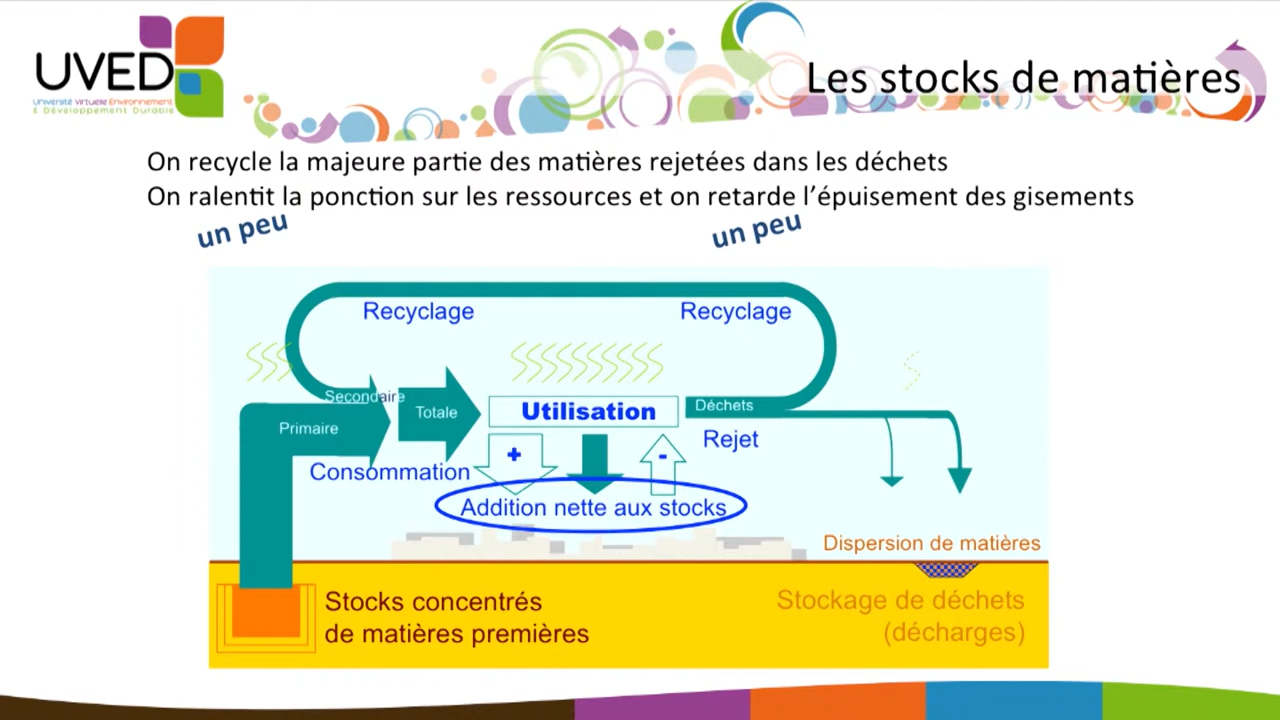 UVED
Université Virtuelle Environnement
& Développement Durable
Les stocks de matières
On recycle la majeure partie des matières rejetées dans les déchets
On ralentit la ponction sur les ressources et on retarde l’épuisement des gisements
un peu
un peu
Recyclage
Recyclage
Secondaire
Primaire
Totale
Utilisation
Déchets
Rejet
Consommation
+
-
Addition nette aux stocks
Dispersion de matières
Stocks concentrés
de matières premières
Stockage de déchets
(décharges)